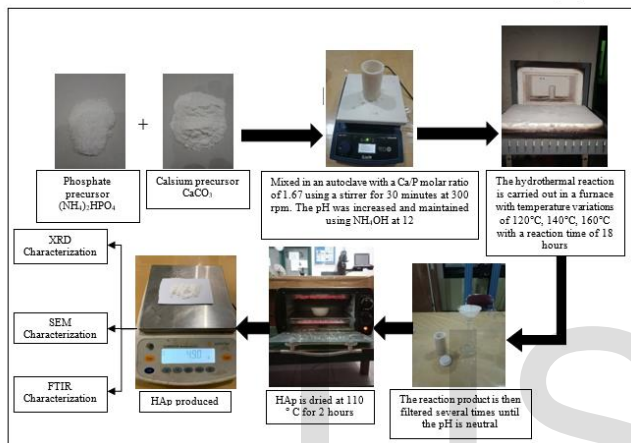 Phosphate
precursor
(NH₄)₂HPO₄
+
Calsium precursor
CaCO₃
Mixed in an autoclave with a Ca/P molar ratio
of 1.67 using a stirrer for 30 minutes at 300
rpm. The pH was increased and maintained
using NH₄OH at 12
The hydrothermal reaction
is carried out in a furnace
with temperature variations
of 120°C, 140°C, 160°C
with a reaction time of 18
hours
The reaction product is then
filtered several times until
the pH is neutral
HAp is dried at 110
° C for 2 hours
HAp produced
XRD
Characterization
SEM
Characterization
FTIR
Characterization